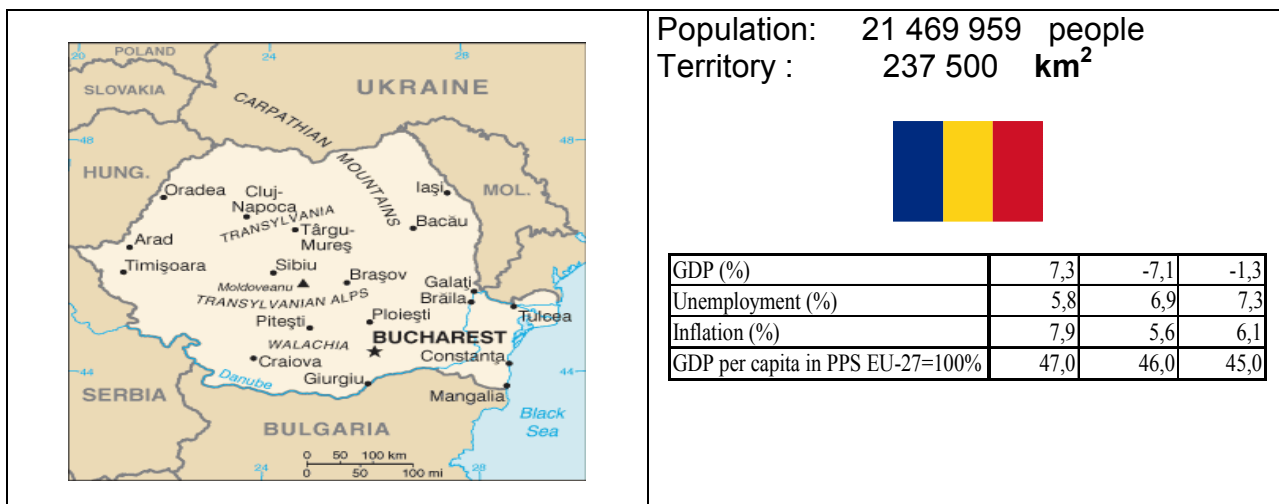 20 POLAND 24 28
SLOVAKIA
UKRAINE
CARPATHIAN
MOUNTAINS
48 48
HUNG.
MOL.
Oradea
Cluj-
Napoca
Iaşi
TRANSYLVANIA
Târgu-
Mureş
Bacău
Arad
Timişoara
Sibiu
Braşov
Moldoveanu
Galaţi
TRANSYLVANIAN ALPS
Brăila
Tulcea
Piteşti
Ploieşti
WALACHIA
BUCHAREST
Craiova
Constanţa
44 44
Danube
Giurgiu
Mangalia
SERBIA
BULGARIA
Black
Sea
0 50 100 km
0 50 100 mi
24 28
Population: 21 469 959 people
Territory : 237 500 km²
GDP (%) 7,3 -7,1 -1,3
Unemployment (%) 5,8 6,9 7,3
Inflation (%) 7,9 5,6 6,1
GDP per capita in PPS EU-27=100% 47,0 46,0 45,0